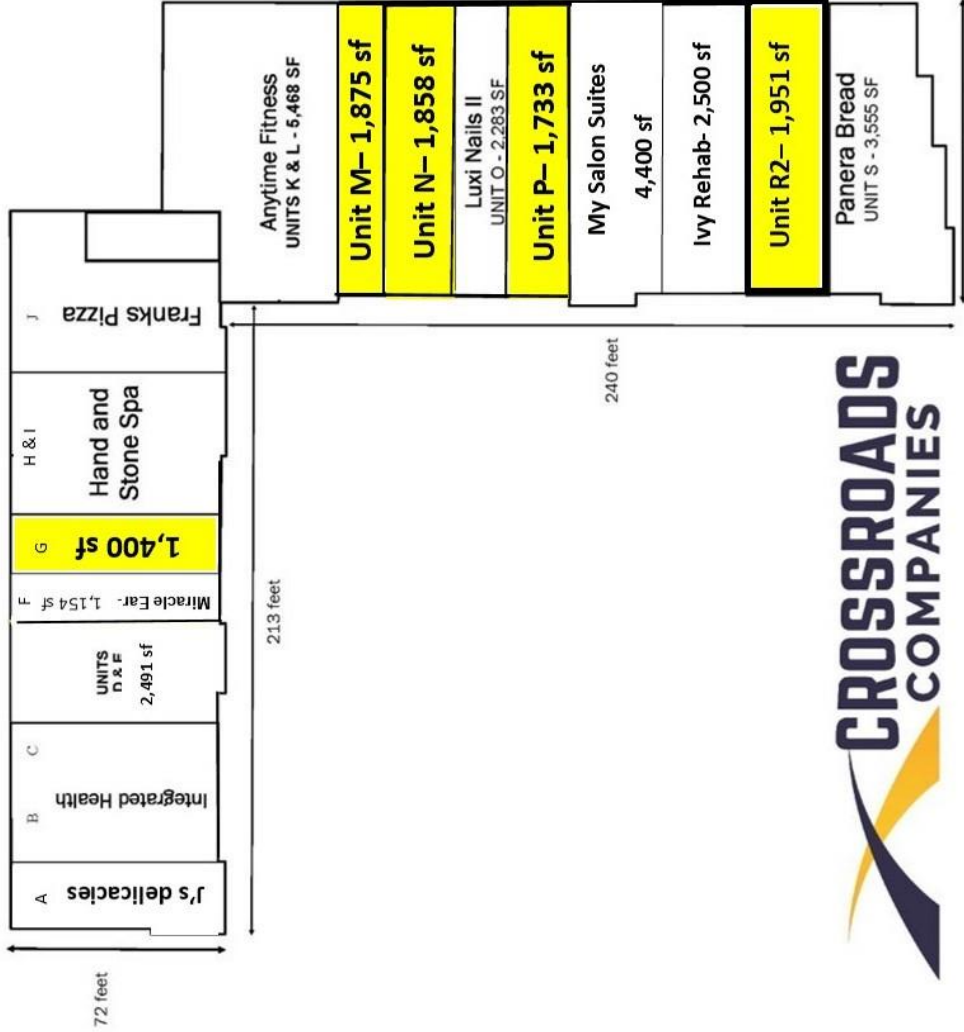 72 feet
A
J's delicacies
B
C
Integrated Health
UNITS
D & E
2,491 sf
F
Miracle Ear- 1,154 sf
G
1,400 sf
H & I
Hand and
Stone Spa
J
Franks Pizza
213 feet
240 feet
Anytime Fitness
UNITS K & L - 5,468 SF
Unit M– 1,875 sf
Unit N– 1,858 sf
Luxi Nails II
UNIT O - 2,283 SF
Unit P– 1,733 sf
My Salon Suites
4,400 sf
Ivy Rehab- 2,500 sf
Unit R2– 1,951 sf
Panera Bread
UNIT S - 3,555 SF
CROSSROADS
COMPANIES